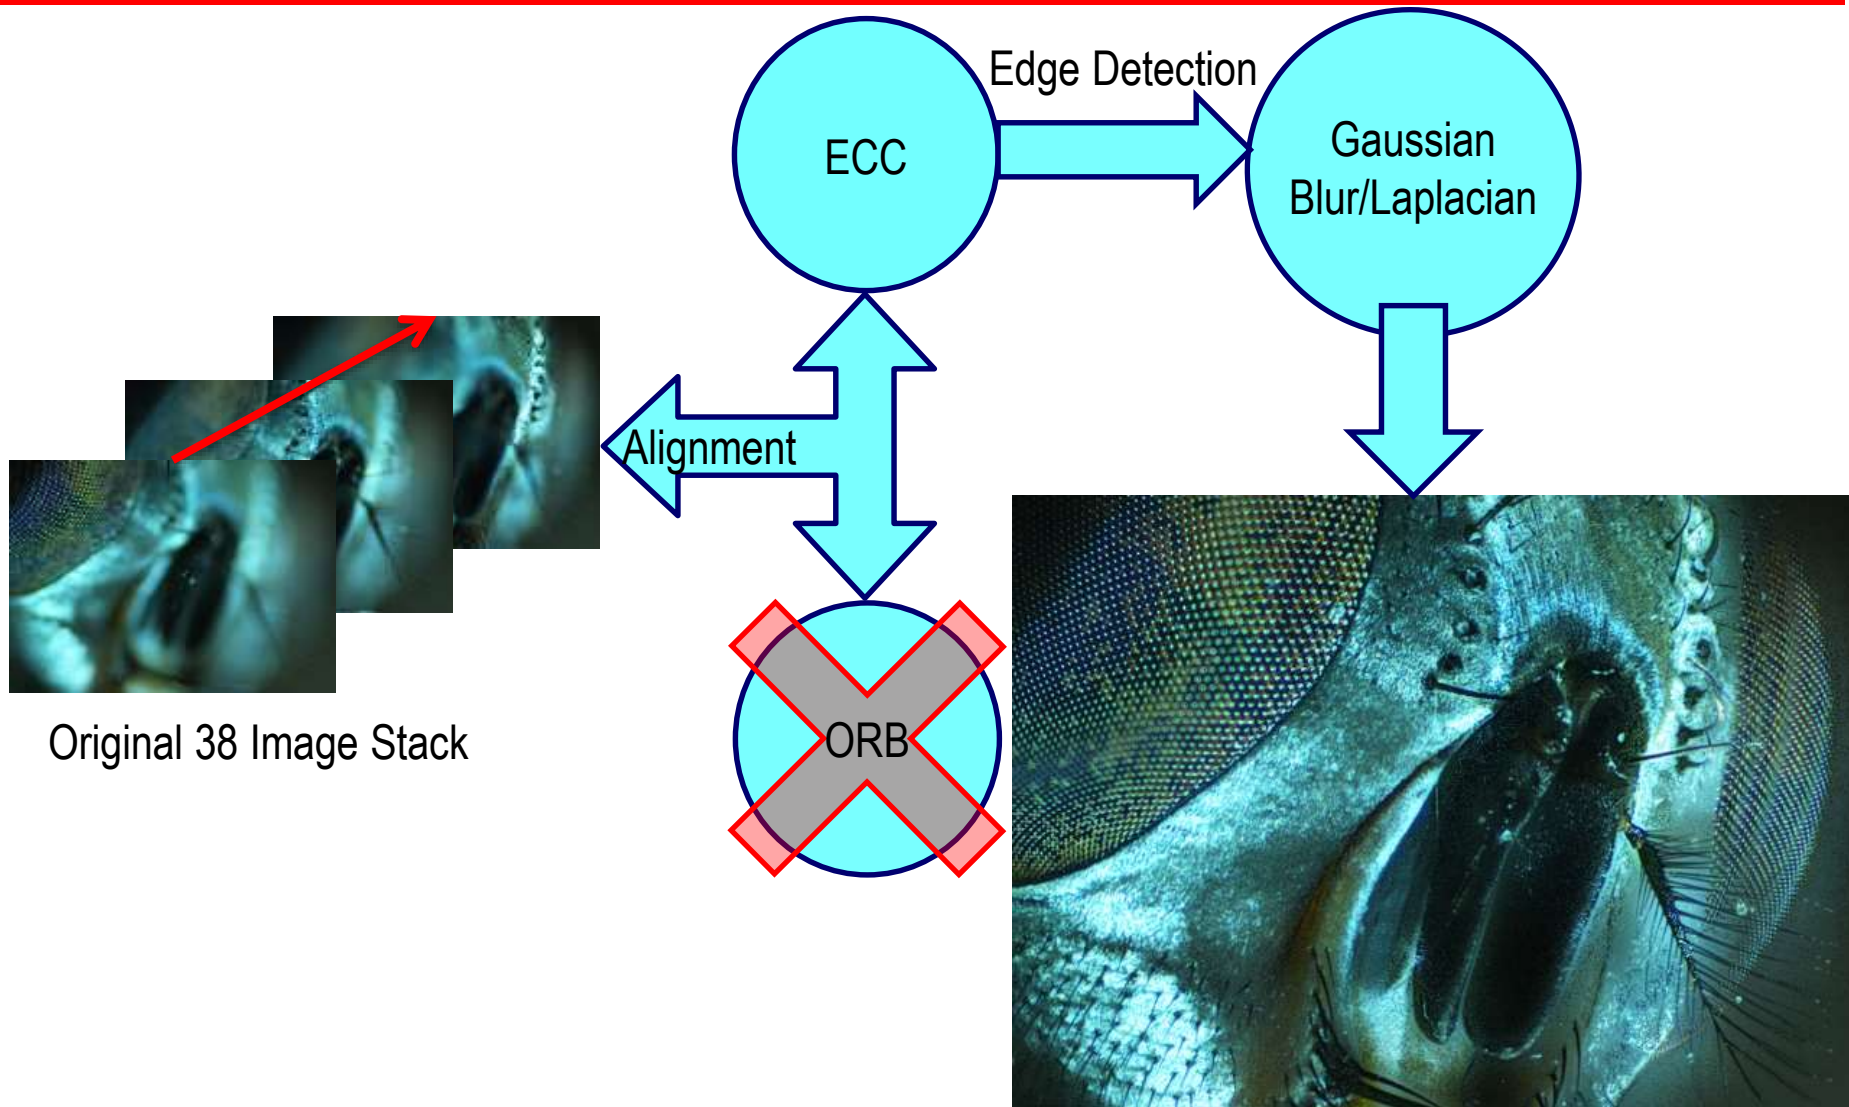 Edge Detection
ECC
Gaussian
Blur/Laplacian
Alignment
Original 38 Image Stack
ORB